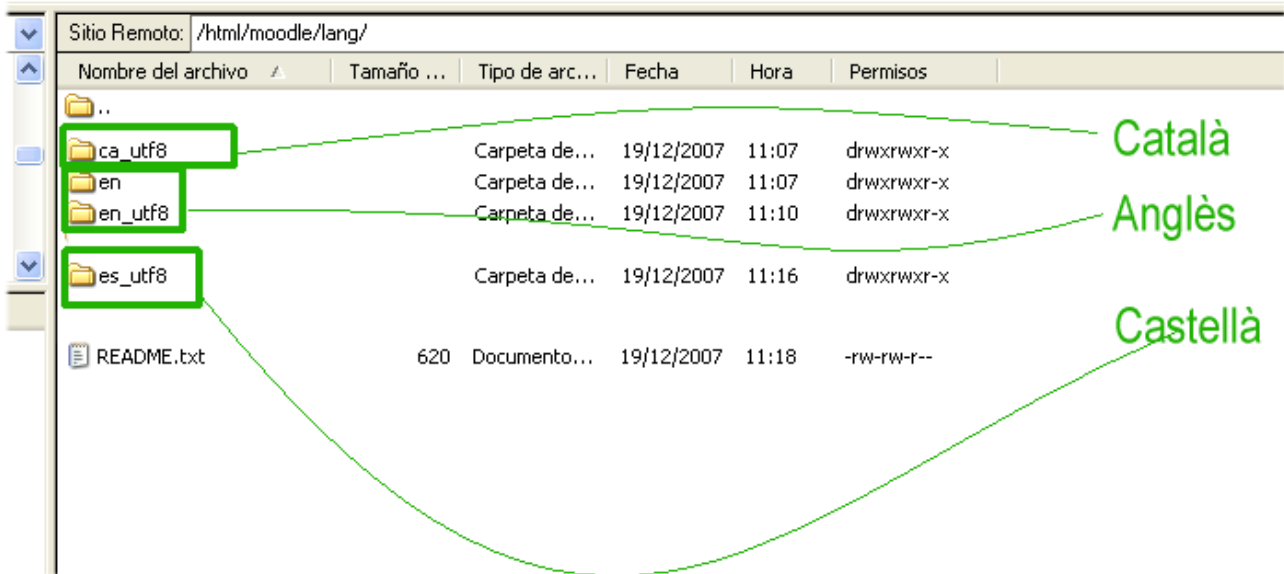 Sitio Remoto: /html/moodle/lang/
Nombre del archivo Tamaño ... Tipo de arc... Fecha Hora Permisos
..
ca_utf8 Carpeta de... 19/12/2007 11:07 drwxrwxr-x Català
en Carpeta de... 19/12/2007 11:07 drwxrwxr-x
en_utf8 Carpeta de... 19/12/2007 11:10 drwxrwxr-x Anglès
es_utf8 Carpeta de... 19/12/2007 11:16 drwxrwxr-x
Castellà
README.txt 620 Documento... 19/12/2007 11:18 -rw-rw-r--